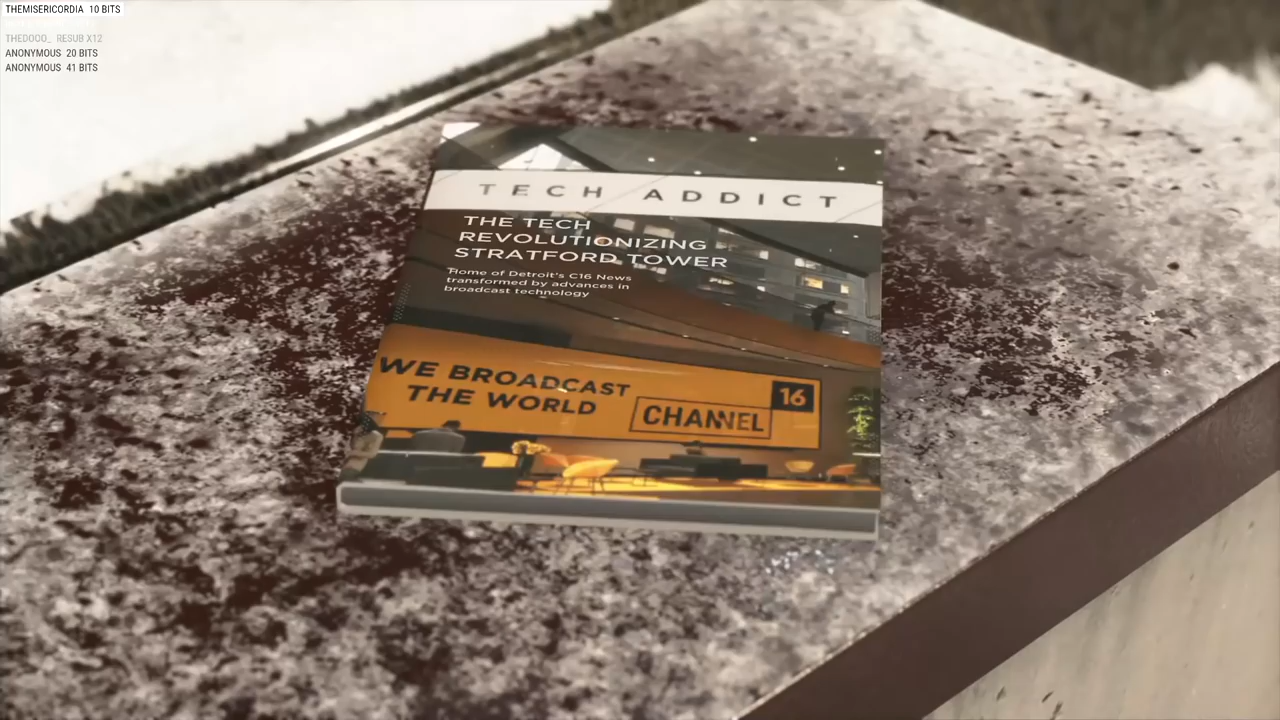 THEMISERICORDIA 10 BITS
THEDOOO_ RESUB X12
ANONYMOUS 20 BITS
ANONYMOUS 41 BITS
TECH ADDICT
THE TECH
REVOLUTIONIZING
STRATFORD TOWER
Home of Detroit's C16 News
transformed by advances in
broadcast technology
WE BROADCAST
THE WORLD
CHANNEL
16